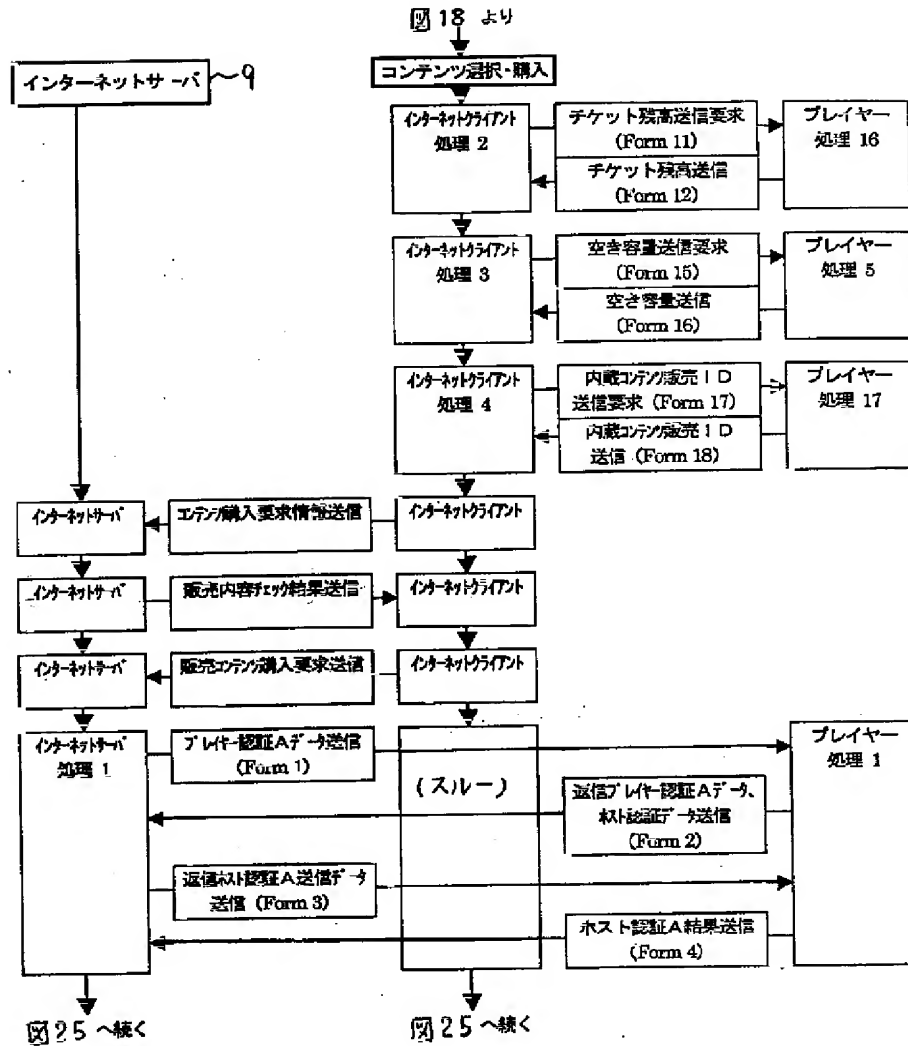 図18 より
インターネットサーバ ～9
コンテンツ選択・購入
インターネットクライアント
処理 2
チケット残高送信要求
(Form 11)
チケット残高送信
(Form 12)
プレイヤー
処理 16
インターネットクライアント
処理 3
空き容量送信要求
(Form 15)
空き容量送信
(Form 16)
プレイヤー
処理 5
インターネットクライアント
処理 4
内蔵コンテンツ販売ID
送信要求 (Form 17)
内蔵コンテンツ販売ID
送信 (Form 18)
プレイヤー
処理 17
インターネットサーバ
コンテンツ購入要求情報送信
インターネットクライアント
インターネットサーバ
販売内容チェック結果送信
インターネットクライアント
インターネットサーバ
販売コンテンツ購入要求送信
インターネットクライアント
インターネットサーバ
処理 1
プレイヤー認証Aデータ送信
(Form 1)
(スルー)
プレイヤー
処理 1
返信プレイヤー認証Aデータ、
ホスト認証データ送信
(Form 2)
返信ホスト認証A送信データ
送信 (Form 3)
ホスト認証A結果送信
(Form 4)
図25 へ続く
図25 へ続く